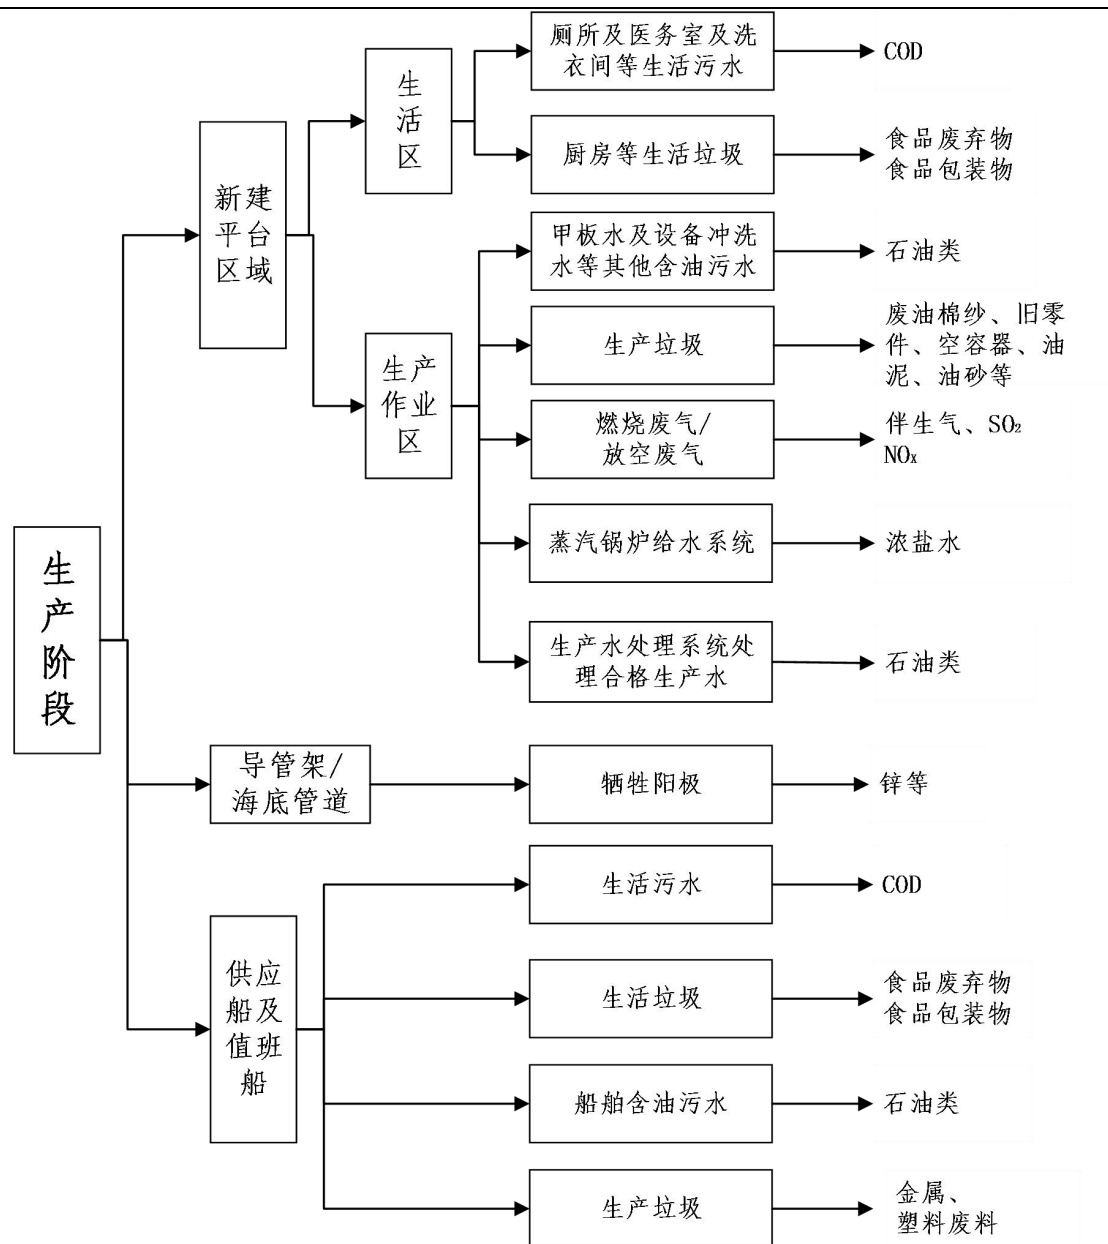 厕所及医务室及洗
衣间等生活污水
COD
生
活
区
厨房等生活垃圾
食品废弃物
食品包装物
新建
平台
区域
甲板水及设备冲洗
水等其他含油污水
石油类
生产
作业
区
生产垃圾
废油棉纱、旧零
件、空容器、油
泥、油砂等
燃烧废气/
放空废气
伴生气、SO₂
NOₓ
蒸汽锅炉给水系统
浓盐水
生产水处理系统处
理合格生产水
石油类
生
产
阶
段
导管架/
海底管道
牺牲阳极
锌等
生活污水
COD
供应
船及
值班
船
生活垃圾
食品废弃物
食品包装物
船舶含油污水
石油类
生产垃圾
金属、
塑料废料